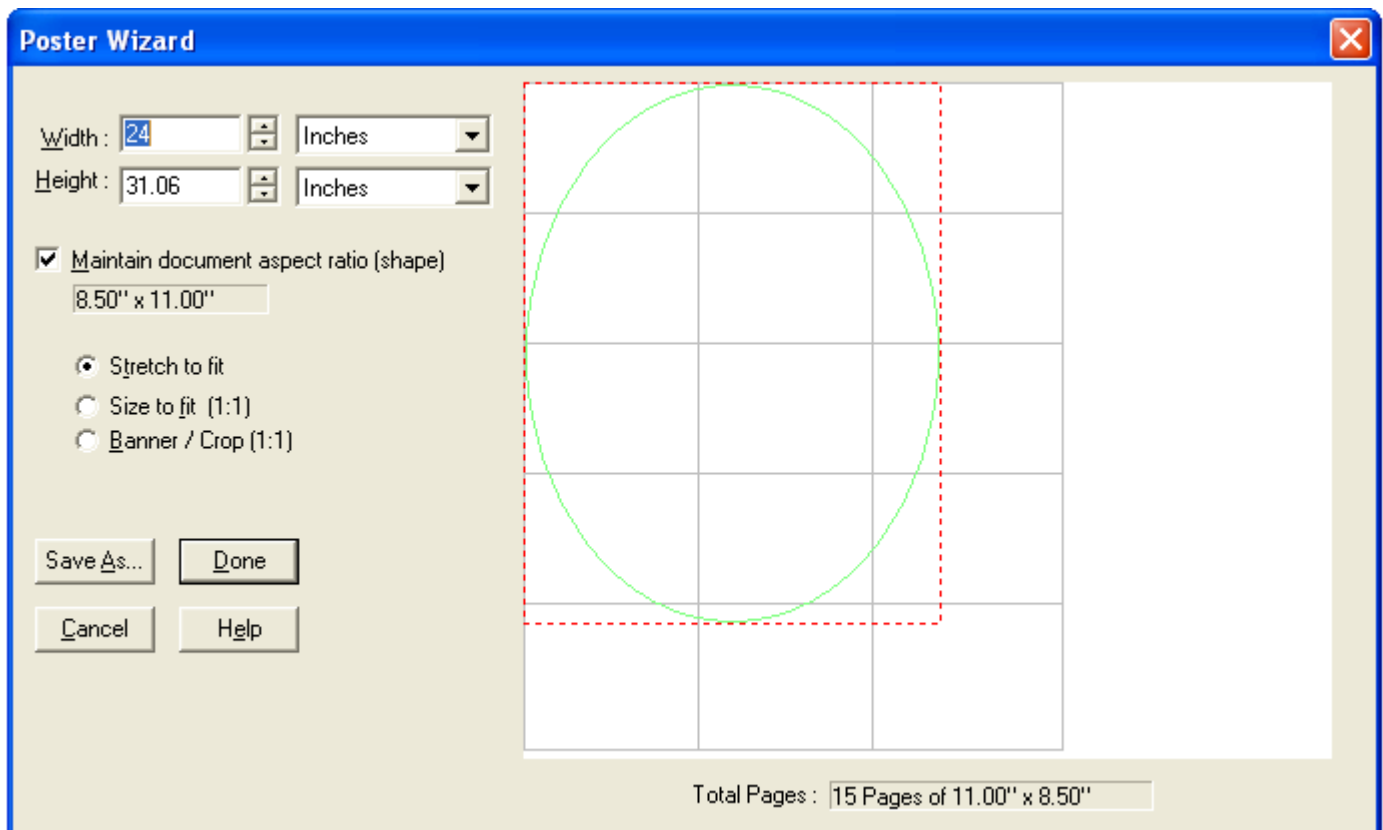 Poster Wizard
Width : 24 Inches
Height : 31.06 Inches
Maintain document aspect ratio (shape)
8.50" x 11.00"
Stretch to fit
Size to fit (1:1)
Banner / Crop (1:1)
Save As... Done
Cancel Help
Total Pages : 15 Pages of 11.00" x 8.50"